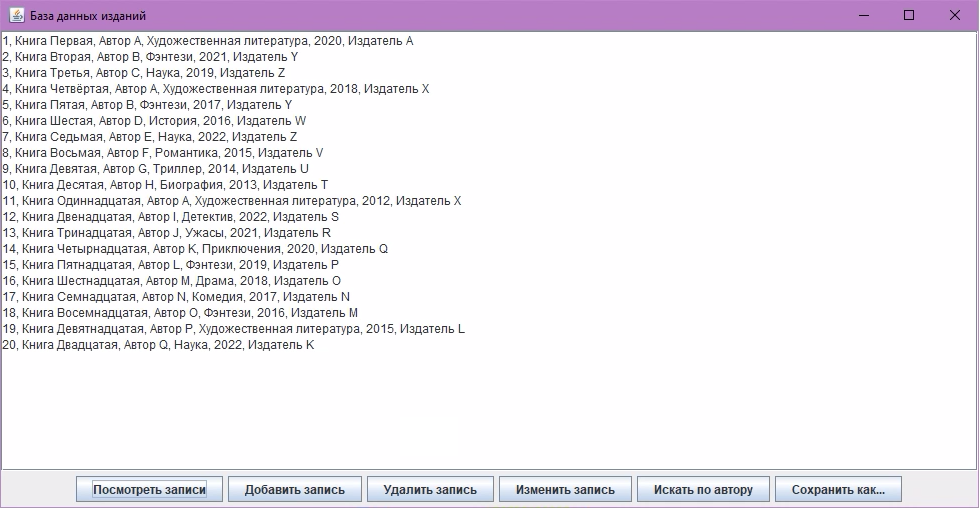 База данных изданий
1, Книга Первая, Автор A, Художественная литература, 2020, Издатель A
2, Книга Вторая, Автор B, Фэнтези, 2021, Издатель Y
3, Книга Третья, Автор C, Наука, 2019, Издатель Z
4, Книга Четвёртая, Автор A, Художественная литература, 2018, Издатель X
5, Книга Пятая, Автор B, Фэнтези, 2017, Издатель Y
6, Книга Шестая, Автор D, История, 2016, Издатель W
7, Книга Седьмая, Автор E, Наука, 2022, Издатель Z
8, Книга Восьмая, Автор F, Романтика, 2015, Издатель V
9, Книга Девятая, Автор G, Триллер, 2014, Издатель U
10, Книга Десятая, Автор H, Биография, 2013, Издатель T
11, Книга Одиннадцатая, Автор A, Художественная литература, 2012, Издатель X
12, Книга Двенадцатая, Автор I, Детектив, 2022, Издатель S
13, Книга Тринадцатая, Автор J, Ужасы, 2021, Издатель R
14, Книга Четырнадцатая, Автор K, Приключения, 2020, Издатель Q
15, Книга Пятнадцатая, Автор L, Фэнтези, 2019, Издатель P
16, Книга Шестнадцатая, Автор M, Драма, 2018, Издатель O
17, Книга Семнадцатая, Автор N, Комедия, 2017, Издатель N
18, Книга Восемнадцатая, Автор O, Фэнтези, 2016, Издатель M
19, Книга Девятнадцатая, Автор P, Художественная литература, 2015, Издатель L
20, Книга Двадцатая, Автор Q, Наука, 2022, Издатель K
Посмотреть записи Добавить запись Удалить запись Изменить запись Искать по автору Сохранить как...